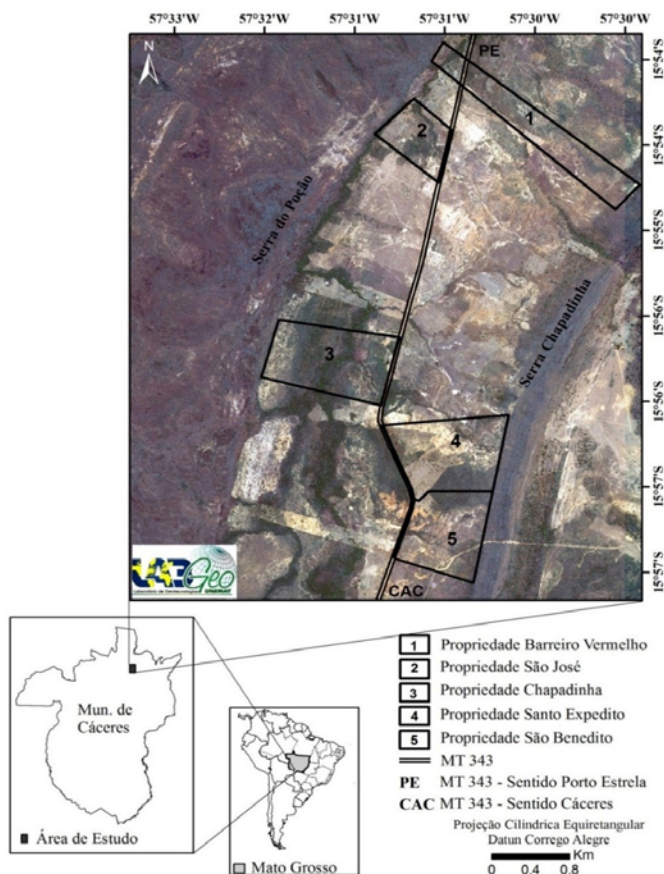 57°33'W 57°32'W 57°31'W 57°31'W 57°30'W 57°30'W
N
PE
15°54'S
1
2
15°54'S
Serra do Poção
15°55'S
Serra Chapadinha
15°56'S
3
15°56'S
4
15°57'S
5
15°57'S
CAC
Geo
UNEMAT
Mun. de
Cáceres
Área de Estudo
Mato Grosso
1 Propriedade Barreiro Vermelho
2 Propriedade São José
3 Propriedade Chapadinha
4 Propriedade Santo Expedito
5 Propriedade São Benedito
MT 343
PE MT 343 - Sentido Porto Estrela
CAC MT 343 - Sentido Cáceres
Projeção Cilindrica Equiretangular
Datun Corrego Alegre
Km
0 0.4 0.8